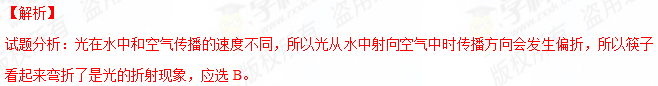 【解析】
试题分析：光在水中和空气传播的速度不同，所以光从水中射向空气中时传播方向会发生偏折，所以筷子
看起来弯折了是光的折射现象，应选 B。